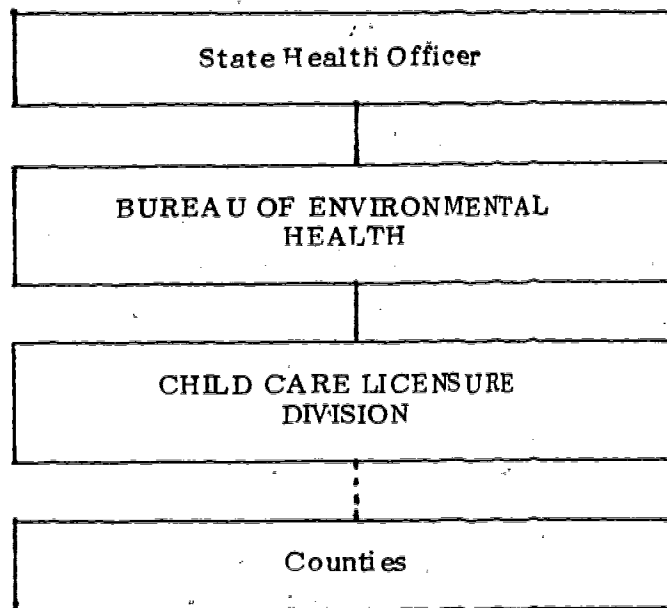 State Health Officer
BUREAU OF ENVIRONMENTAL
HEALTH
CHILD CARE LICENSURE
DIVISION
Counties